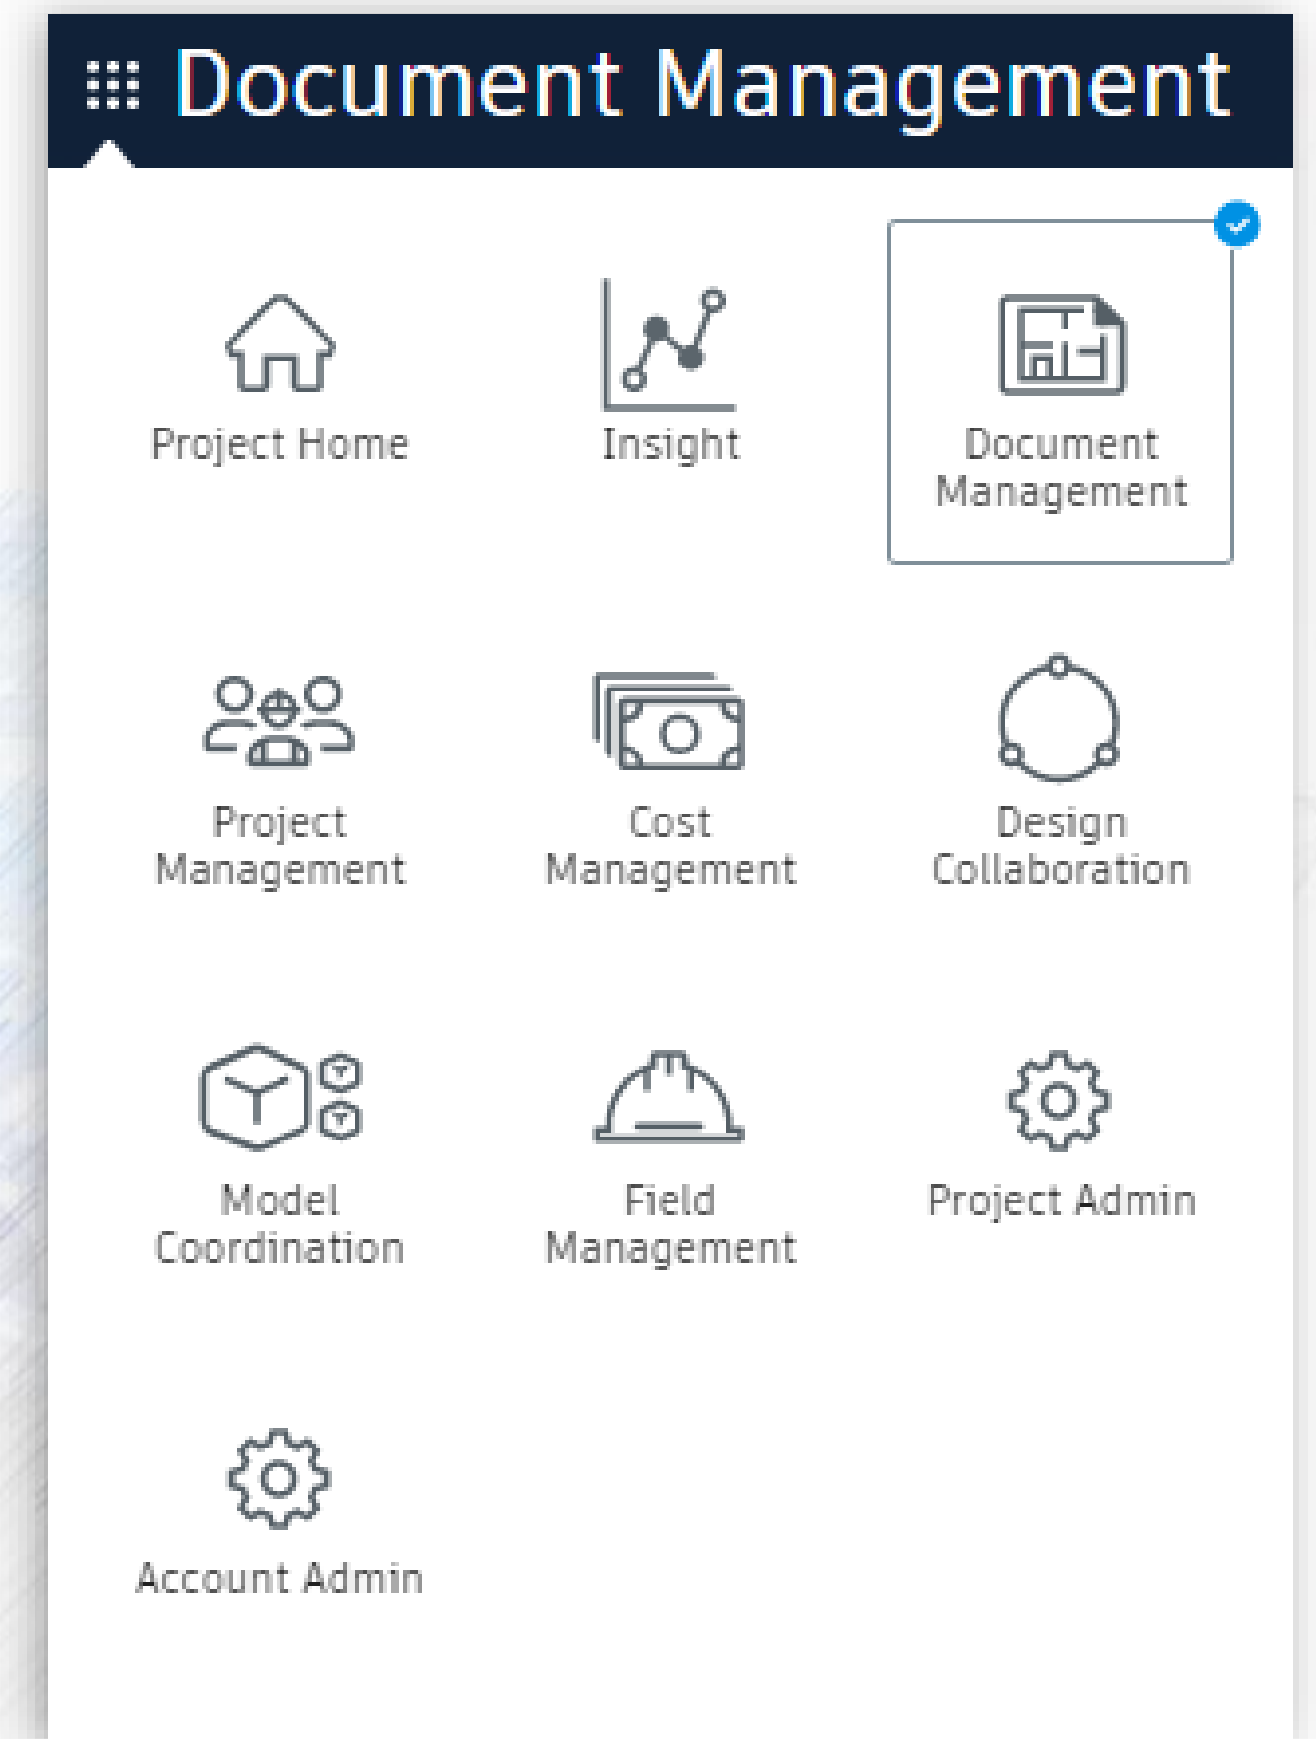 Document Management
Project Home
Insight
Document
Management
Project
Management
Cost
Management
Design
Collaboration
Model
Coordination
Field
Management
Project Admin
Account Admin